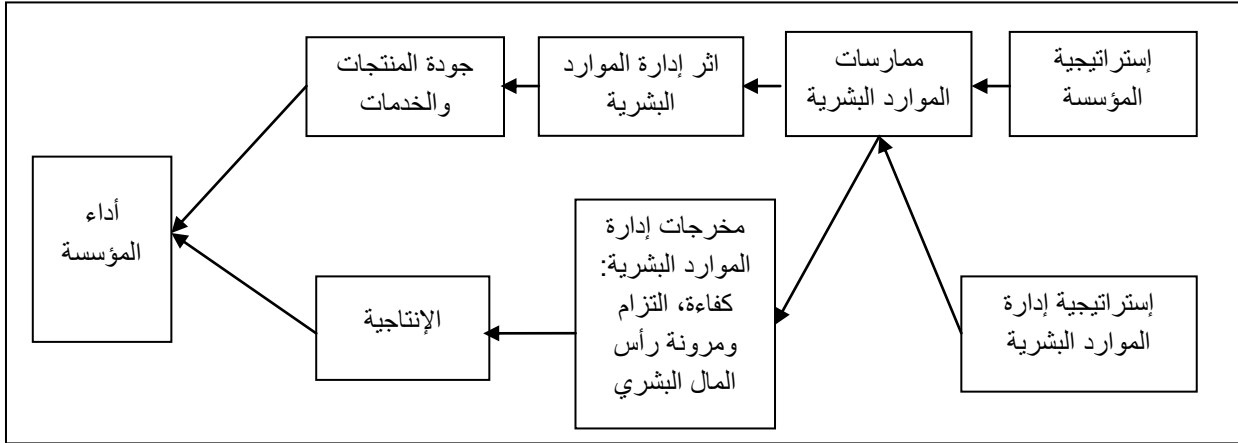 إستراتيجية
المؤسسة
ممارسات
الموارد البشرية
اثر إدارة الموارد
البشرية
جودة المنتجات
والخدمات
أداء
المؤسسة
إستراتيجية إدارة
الموارد البشرية
مخرجات إدارة
الموارد البشرية:
كفاءة، التزام
ومرونة رأس
المال البشري
الإنتاجية